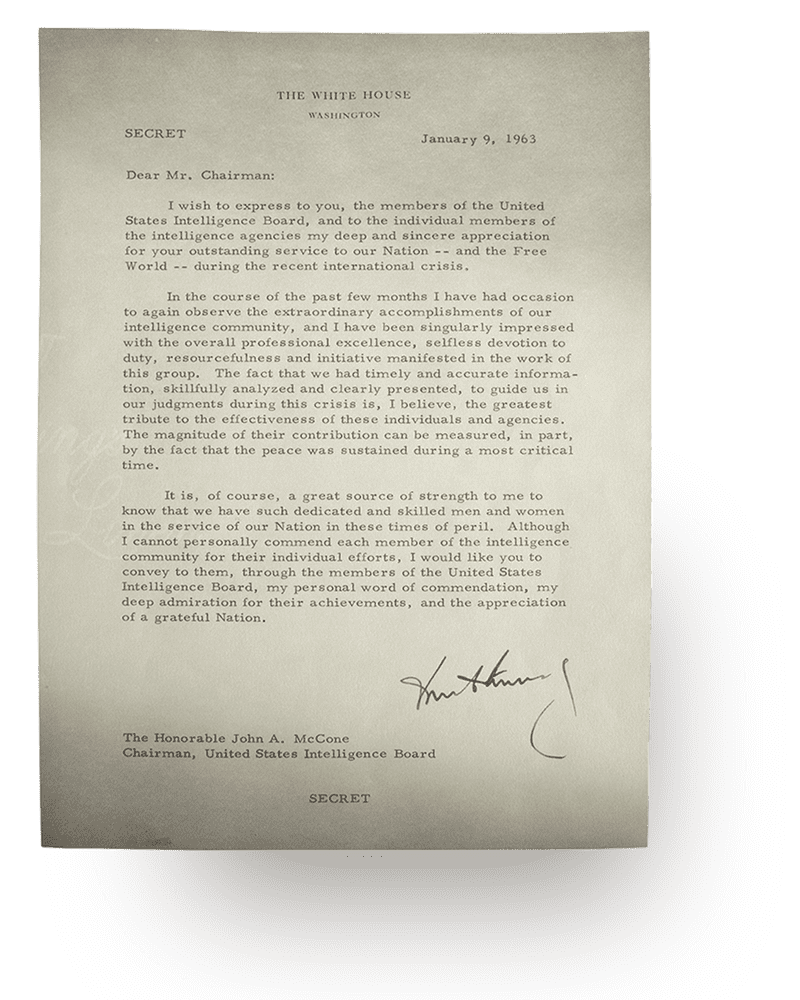 THE WHITE HOUSE
WASHINGTON
SECRET
January 9, 1963
Dear Mr. Chairman:
I wish to express to you, the members of the United
States Intelligence Board, and to the individual members of
the intelligence agencies my deep and sincere appreciation
for your outstanding service to our Nation -- and the Free
World -- during the recent international crisis.
In the course of the past few months I have had occasion
to again observe the extraordinary accomplishments of our
intelligence community, and I have been singularly impressed
with the overall professional excellence, selfless devotion to
duty, resourcefulness and initiative manifested in the work of
this group. The fact that we had timely and accurate informa-
tion, skillfully analyzed and clearly presented, to guide us in
our judgments during this crisis is, I believe, the greatest
tribute to the effectiveness of these individuals and agencies.
The magnitude of their contribution can be measured, in part,
by the fact that the peace was sustained during a most critical
time.
It is, of course, a great source of strength to me to
know that we have such dedicated and skilled men and women
in the service of our Nation in these times of peril. Although
I cannot personally commend each member of the intelligence
community for their individual efforts, I would like you to
convey to them, through the members of the United States
Intelligence Board, my personal word of commendation, my
deep admiration for their achievements, and the appreciation
of a grateful Nation.
The Honorable John A. McCone
Chairman, United States Intelligence Board
SECRET